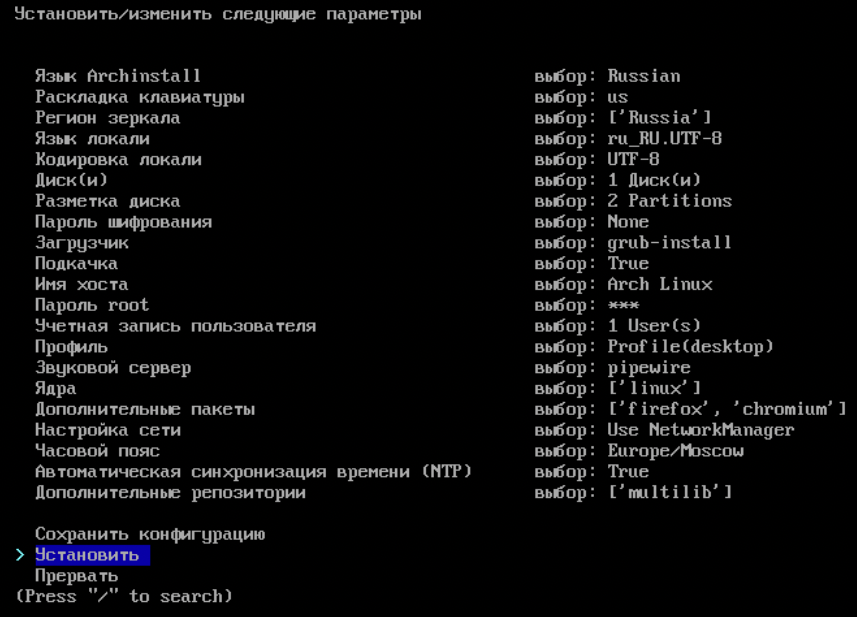 Установить/изменить следующие параметры
Язык Archinstall выбор: Russian
Раскладка клавиатуры выбор: us
Регион зеркала выбор: ['Russia']
Язык локали выбор: ru_RU.UTF-8
Кодировка локали выбор: UTF-8
Диск(и) выбор: 1 Диск(и)
Разметка диска выбор: 2 Partitions
Пароль шифрования выбор: None
Загрузчик выбор: grub-install
Подкачка выбор: True
Имя хоста выбор: Arch Linux
Пароль root выбор: ***
Учетная запись пользователя выбор: 1 User(s)
Профиль выбор: Profile(desktop)
Звуковой сервер выбор: pipewire
Ядра выбор: ['linux']
Дополнительные пакеты выбор: ['firefox', 'chromium']
Настройка сети выбор: Use NetworkManager
Часовой пояс выбор: Europe/Moscow
Автоматическая синхронизация времени (NTP) выбор: True
Дополнительные репозитории выбор: ['multilib']
Сохранить конфигурацию
> Установить
Прервать
(Press "/" to search)